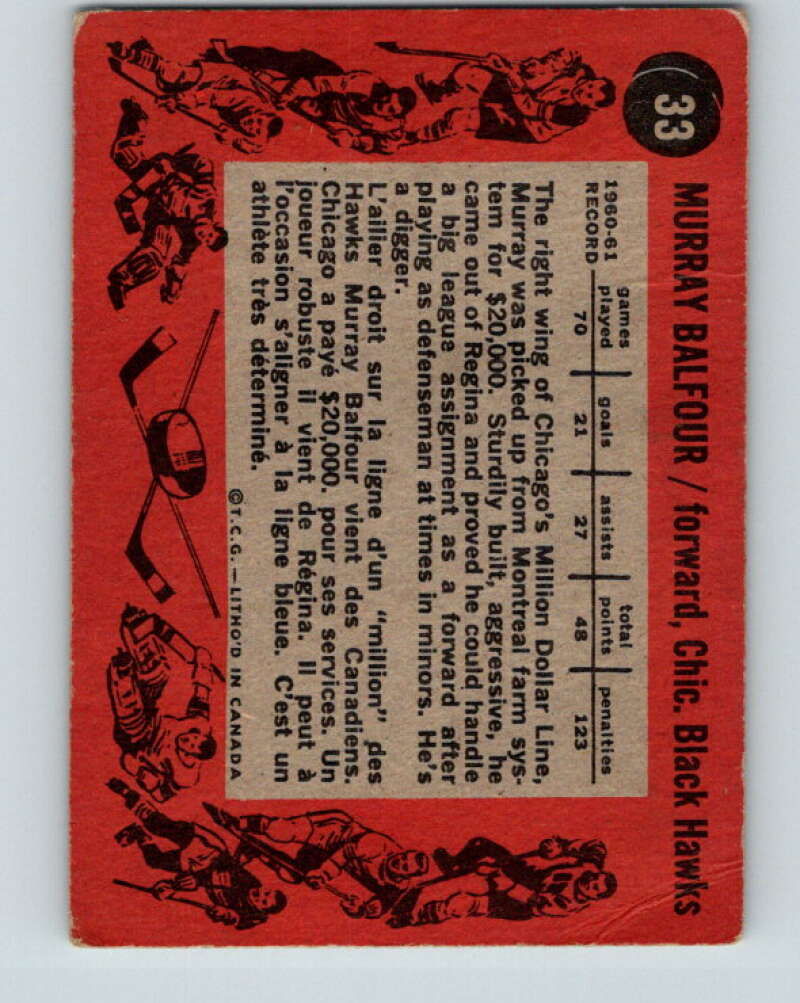 33
MURRAY BALFOUR / forward, Chic. Black Hawks
1960-61 RECORD
games played goals assists total points penalties
70 21 27 48 123
The right wing of Chicago's Million Dollar Line,
Murray was picked up from Montreal farm sys-
tem for $20,000. Sturdily built, aggressive, he
came out of Regina and proved he could handle
a big league assignment as a forward after
playing as defenseman at times in minors. He's
a digger.
L'ailier droit sur la ligne d'un "million" des
Hawks Murray Balfour vient des Canadiens.
Chicago a payé $20,000. pour ses services. Un
joueur robuste il vient de Régina. Il peut à
l'occasion s'aligner à la ligne bleue. C'est un
athlète très déterminé.
©T.C.G.—LITHO'D IN CANADA